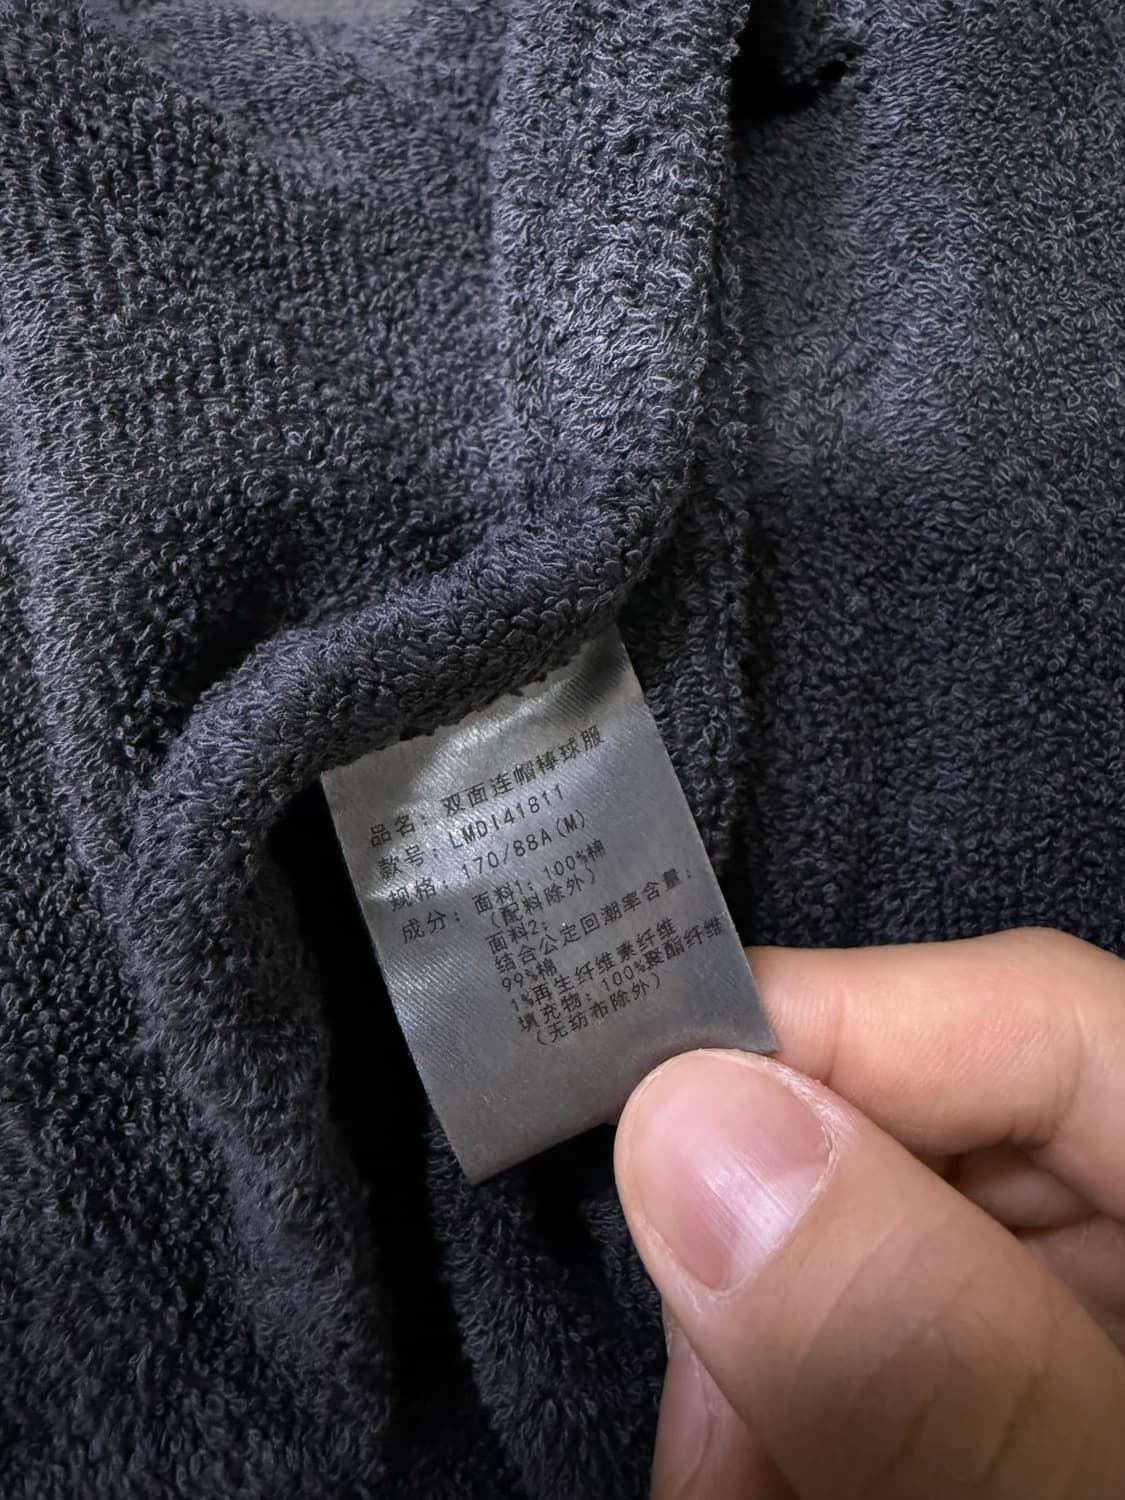 品名：双面连帽棒球服
款号：LMDI41811
规格：170/88A(M)
成分：面料1：100%棉
(配料除外)
面料2：
结合公定回潮率含量：
99%棉
1%再生纤维素纤维
填充物：100%聚酯纤维
(无纺布除外)